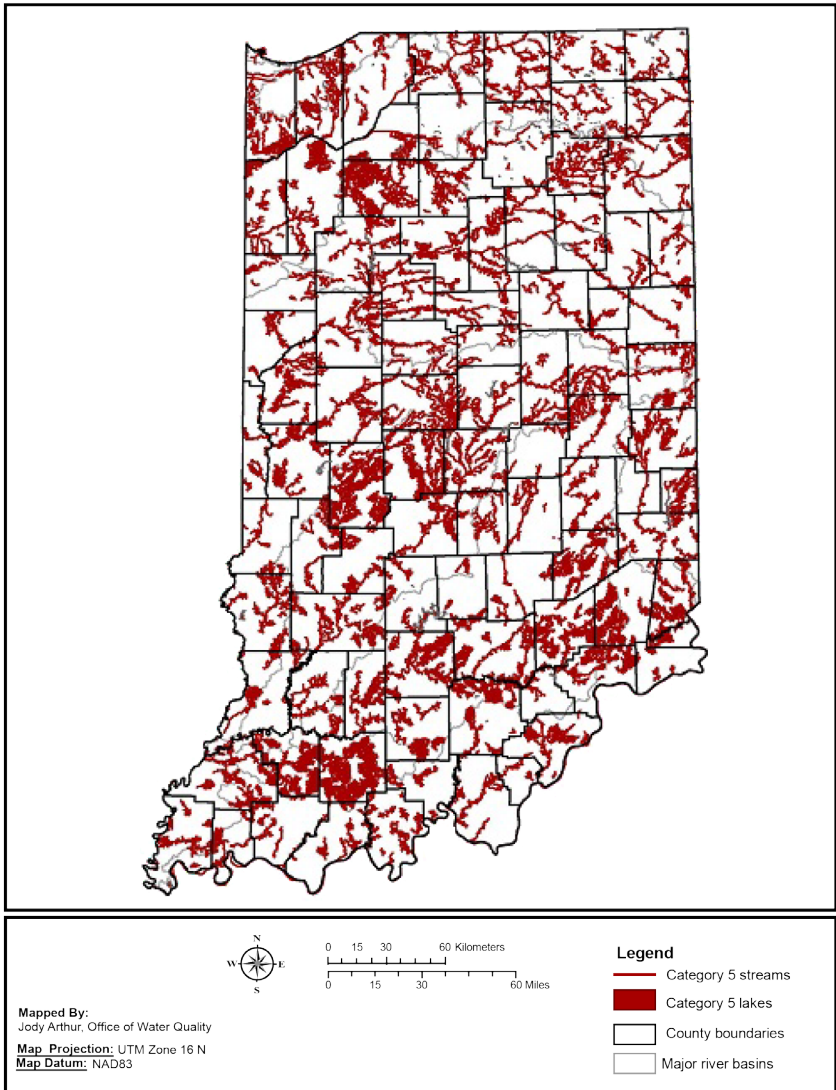 N
W E
S
0 15 30 60 Kilometers
0 15 30 60 Miles
Mapped By:
Jody Arthur, Office of Water Quality
Map Projection: UTM Zone 16 N
Map Datum: NAD83
Legend
Category 5 streams
Category 5 lakes
County boundaries
Major river basins